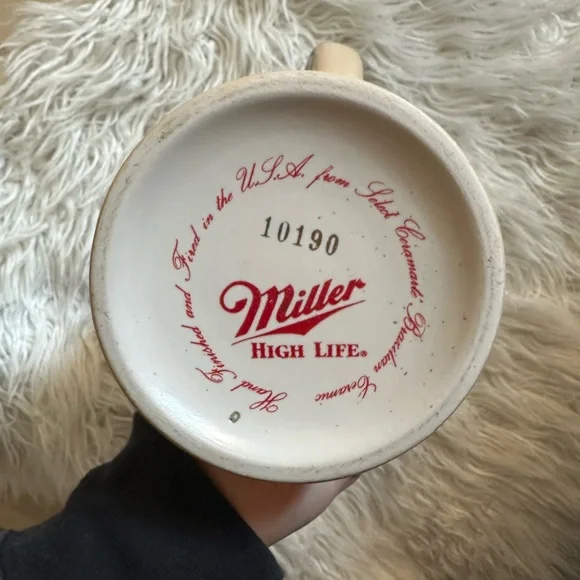 Hand Finished and Fired in the U.S.A. from Select Ceramarte Brazilian Ceramic
10190
Miller
HIGH LIFE®